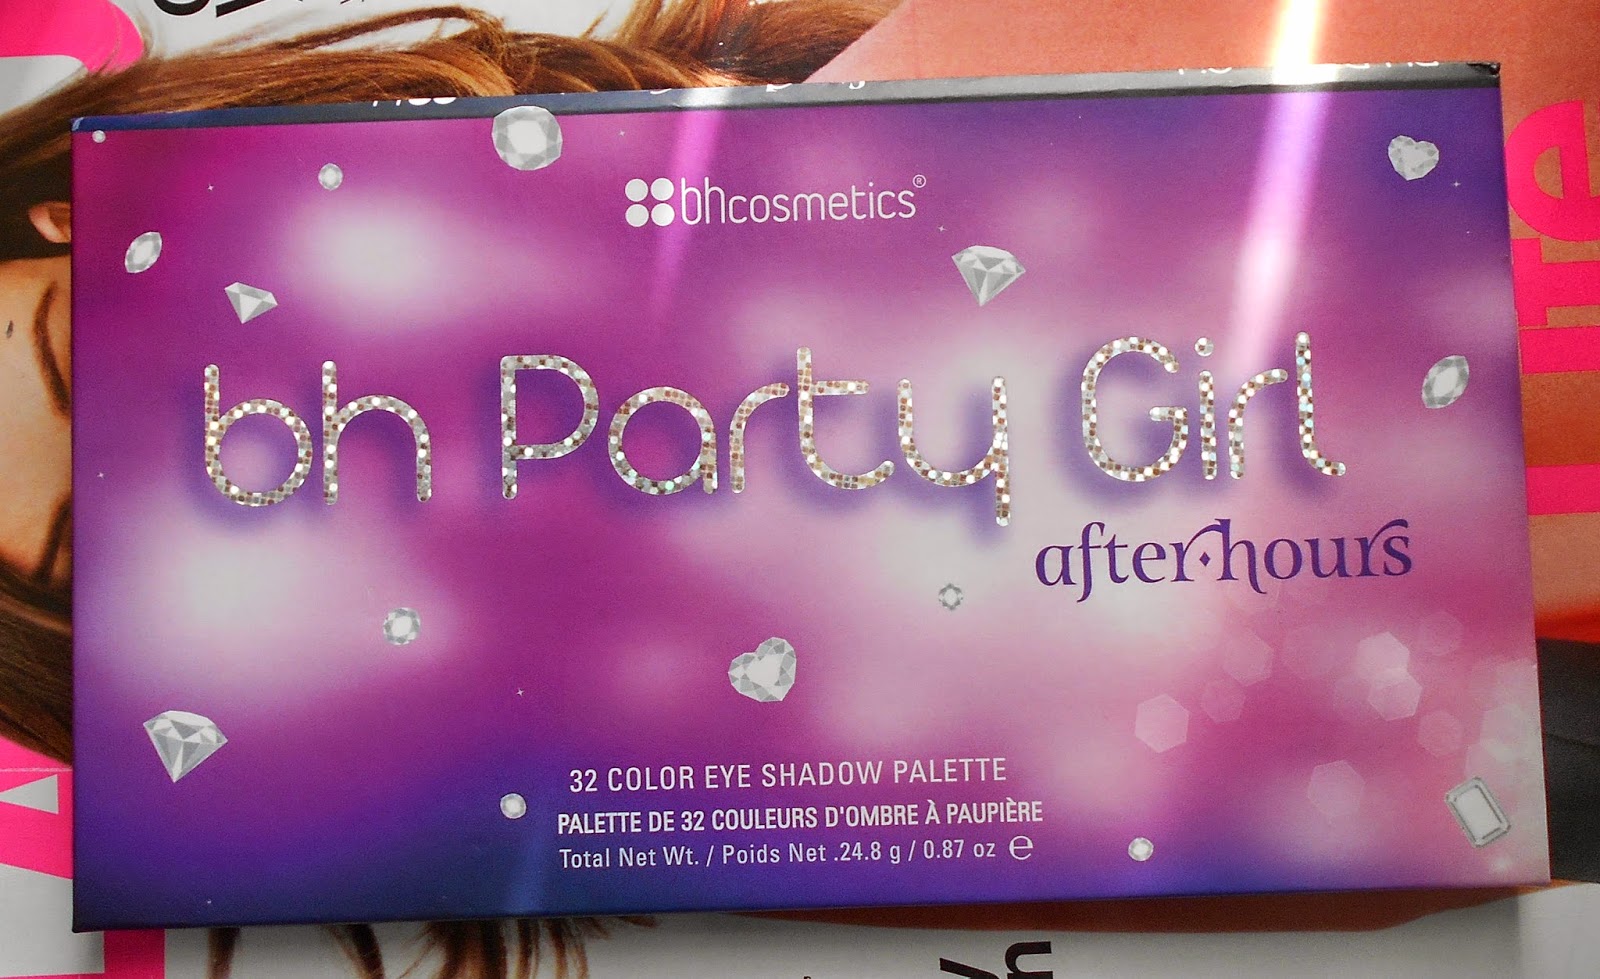 bhcosmetics®
bh Party Girl
after·hours
32 COLOR EYE SHADOW PALETTE
PALETTE DE 32 COULEURS D'OMBRE À PAUPIÈRE
Total Net Wt. / Poids Net .24.8 g / 0.87 oz ℮